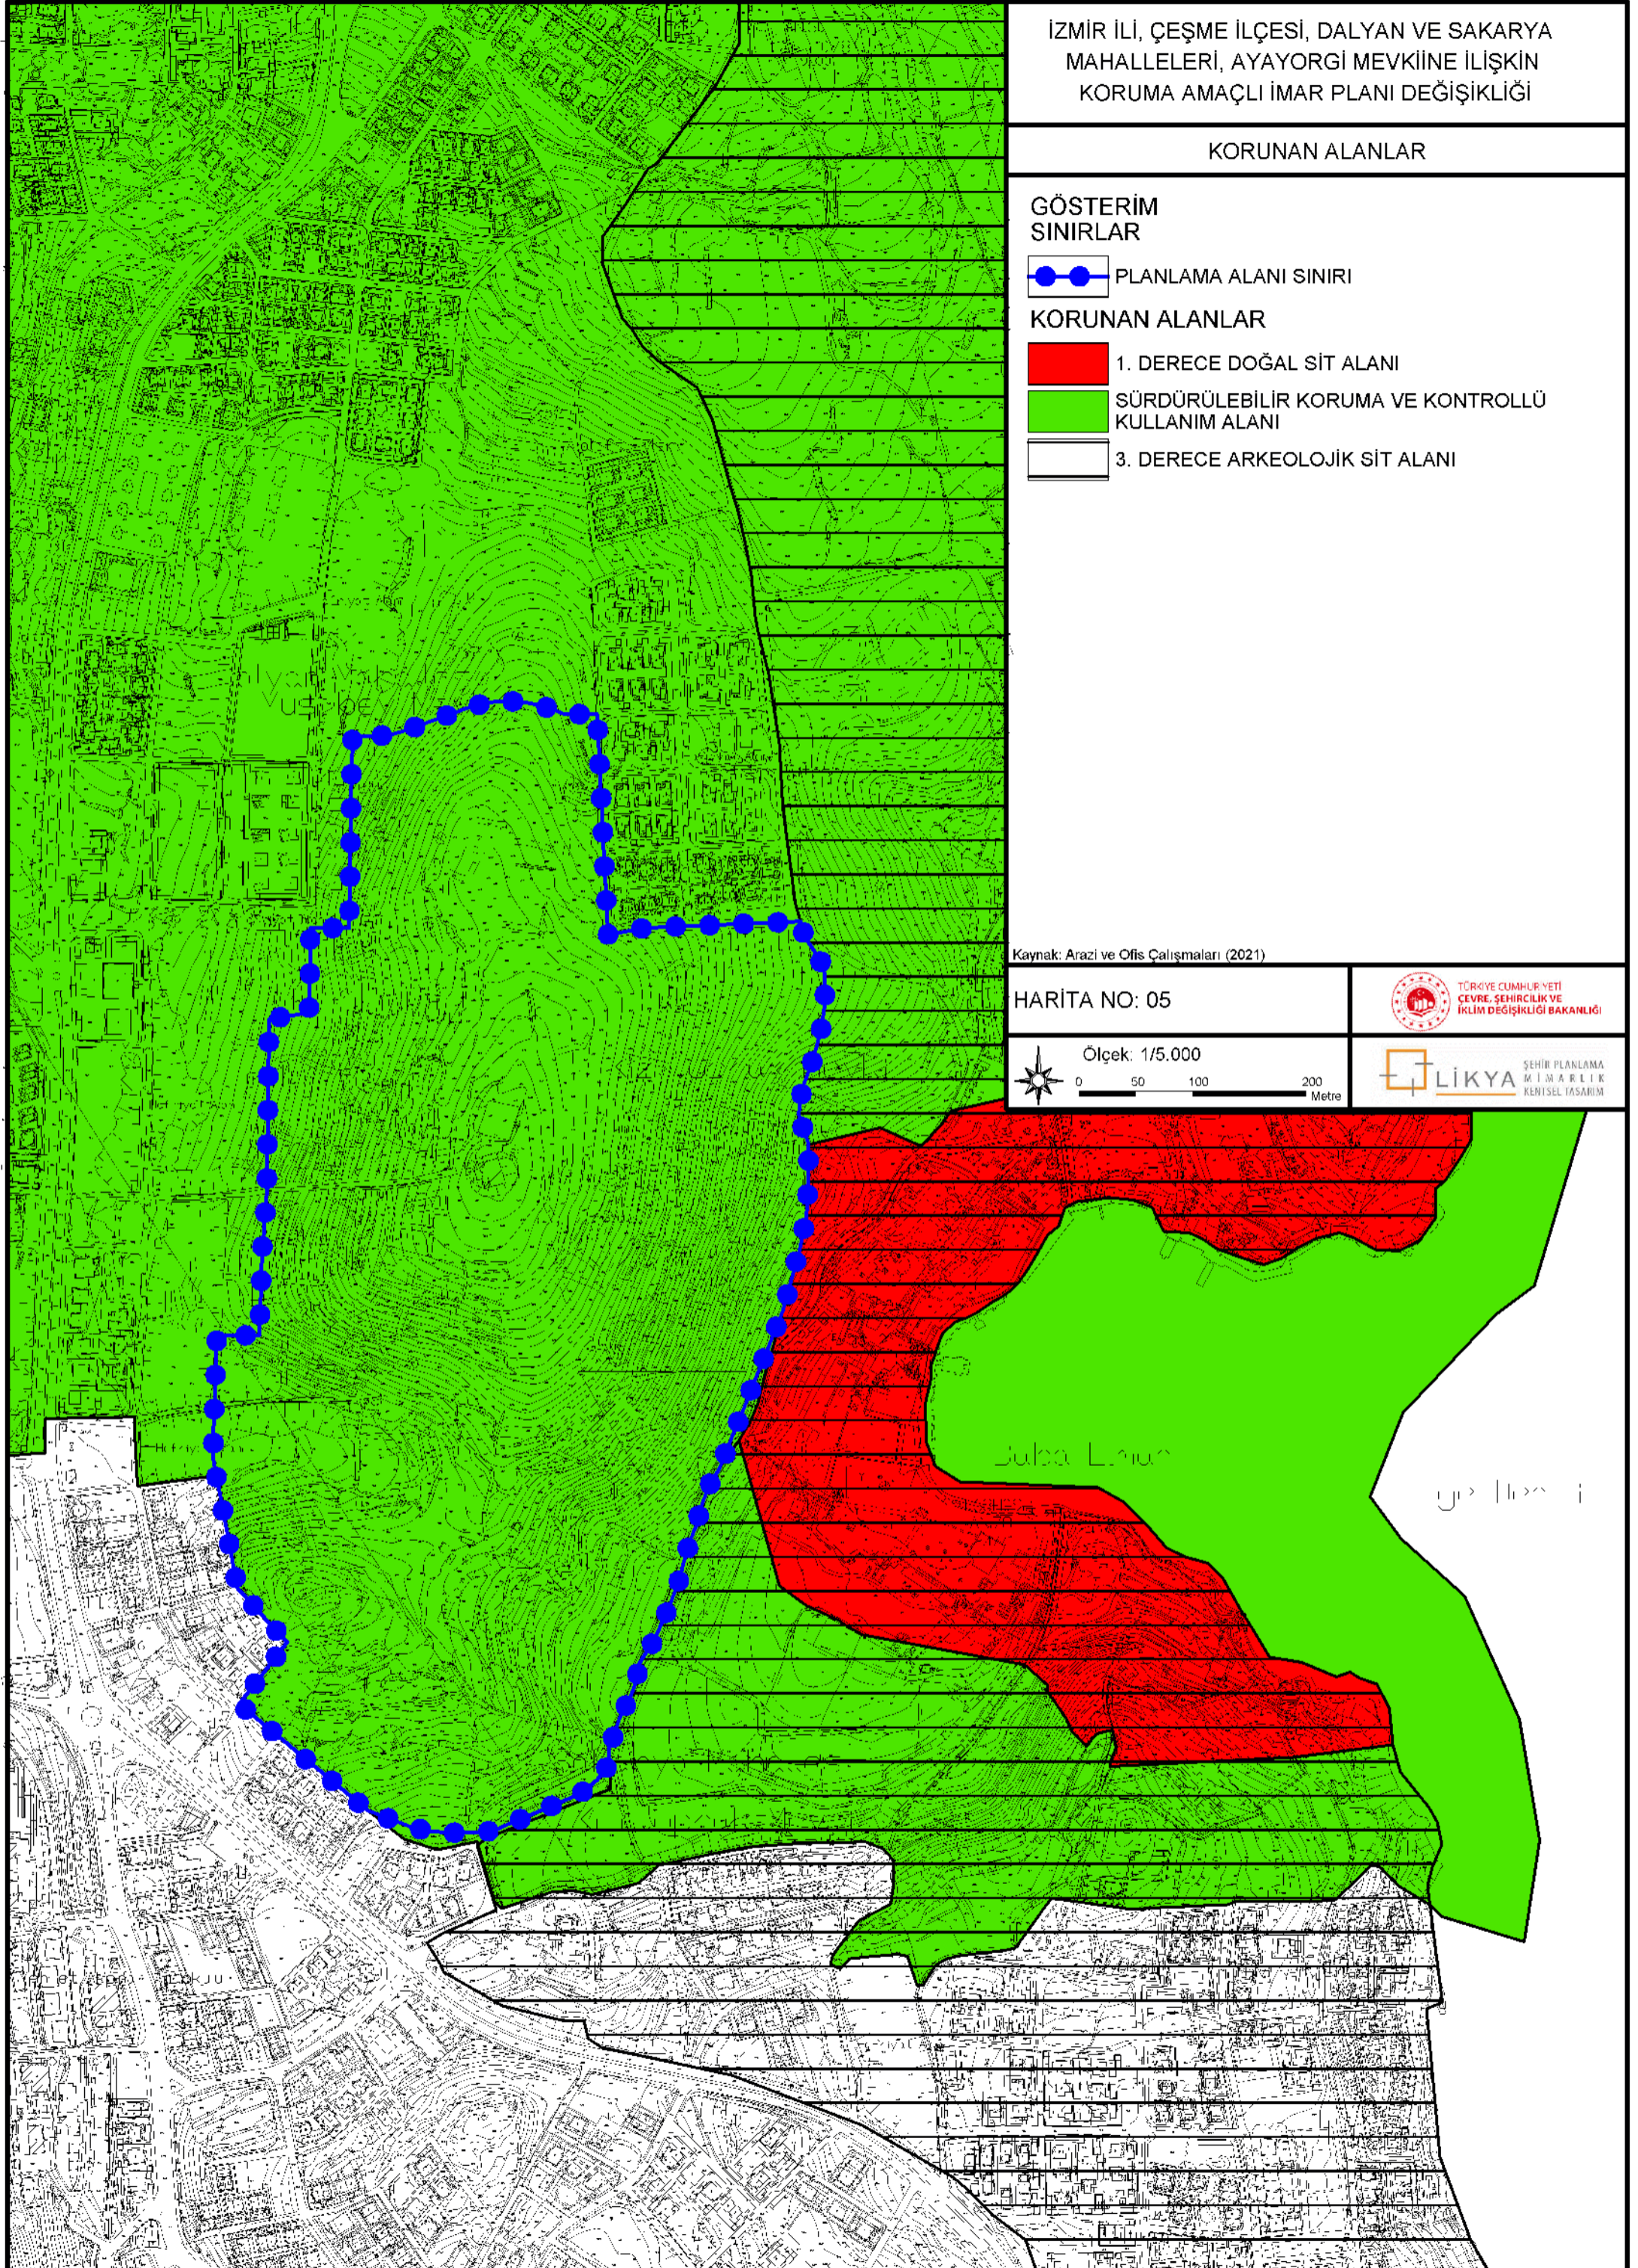 İZMİR İLİ, ÇEŞME İLÇESİ, DALYAN VE SAKARYA
MAHALLELERİ, AYAYORGİ MEVKİİNE İLİŞKİN
KORUMA AMAÇLI İMAR PLANI DEĞİŞİKLİĞİ
KORUNAN ALANLAR
GÖSTERİM
SINIRLAR
PLANLAMA ALANI SINIRI
KORUNAN ALANLAR
1. DERECE DOĞAL SİT ALANI
SÜRDÜRÜLEBİLİR KORUMA VE KONTROLLÜ
KULLANIM ALANI
3. DERECE ARKEOLOJİK SİT ALANI
Kaynak: Arazi ve Ofis Çalışmaları (2021)
HARİTA NO: 05
TÜRKİYE CUMHURİYETİ
ÇEVRE, ŞEHİRCİLİK VE
İKLİM DEĞİŞİKLİĞİ BAKANLIĞI
Ölçek: 1/5.000
0 50 100 200
Metre
LİKYA
ŞEHİR PLANLAMA
MİMARLIK
KENTSEL TASARIM